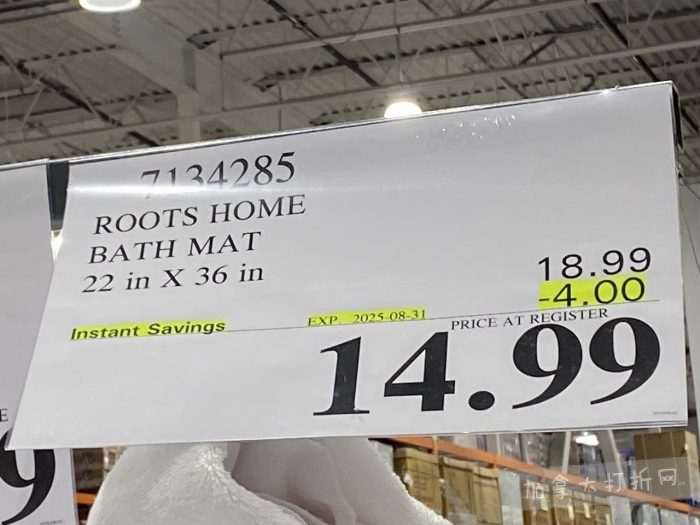 7134285
ROOTS HOME
BATH MAT
22 in X 36 in
18.99
-4.00
Instant Savings
EXP. 2025-08-31
PRICE AT REGISTER
14.99
E
9
加拿大打折网